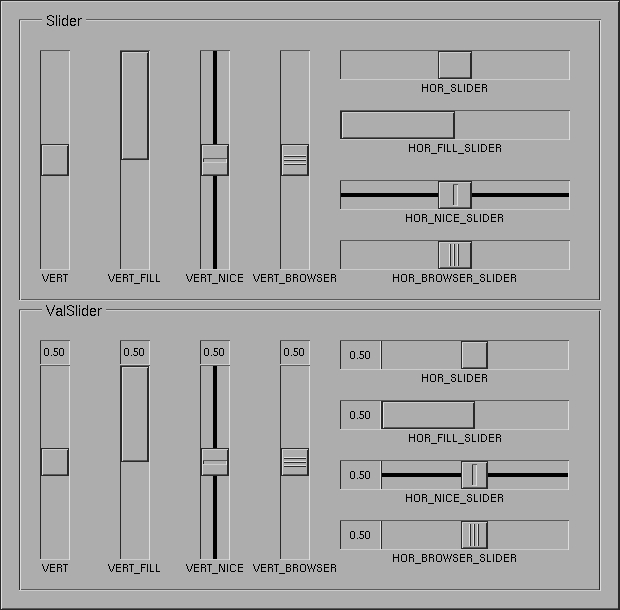 Slider
HOR_SLIDER
HOR_FILL_SLIDER
HOR_NICE_SLIDER
VERT VERT_FILL VERT_NICE VERT_BROWSER HOR_BROWSER_SLIDER
ValSlider
0.50 0.50 0.50 0.50 0.50
HOR_SLIDER
0.50
HOR_FILL_SLIDER
0.50
HOR_NICE_SLIDER
0.50
HOR_BROWSER_SLIDER
VERT VERT_FILL VERT_NICE VERT_BROWSER